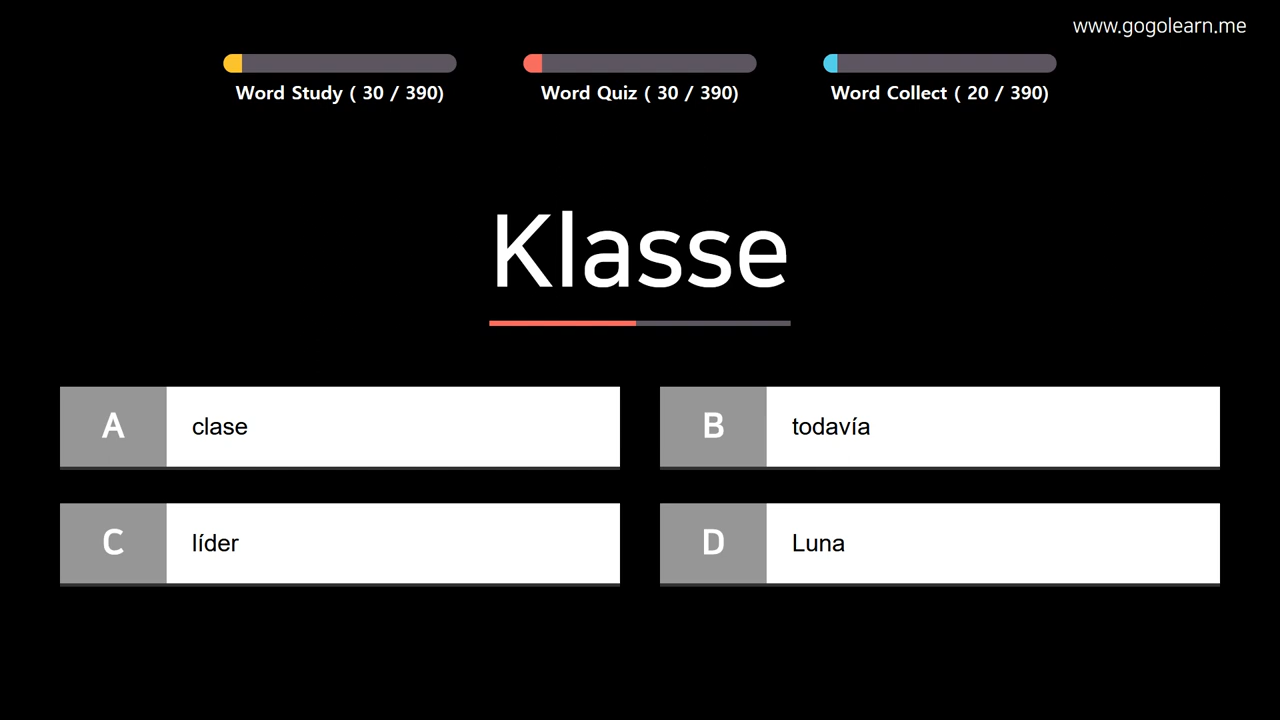 www.gogolearn.me
Word Study ( 30 / 390)
Word Quiz ( 30 / 390)
Word Collect ( 20 / 390)
Klasse
A
clase
B
todavía
C
líder
D
Luna